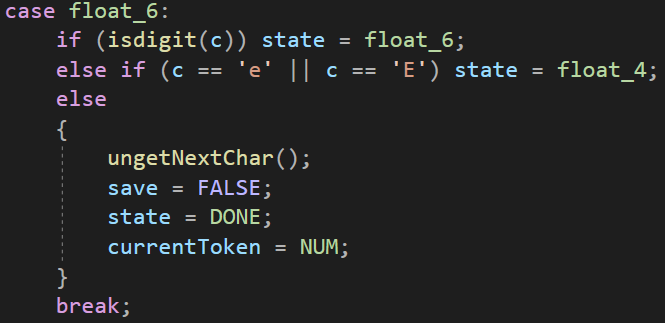 case float_6:
    if (isdigit(c)) state = float_6;
    else if (c == 'e' || c == 'E') state = float_4;
    else
    {
        ungetNextChar();
        save = FALSE;
        state = DONE;
        currentToken = NUM;
    }
    break;